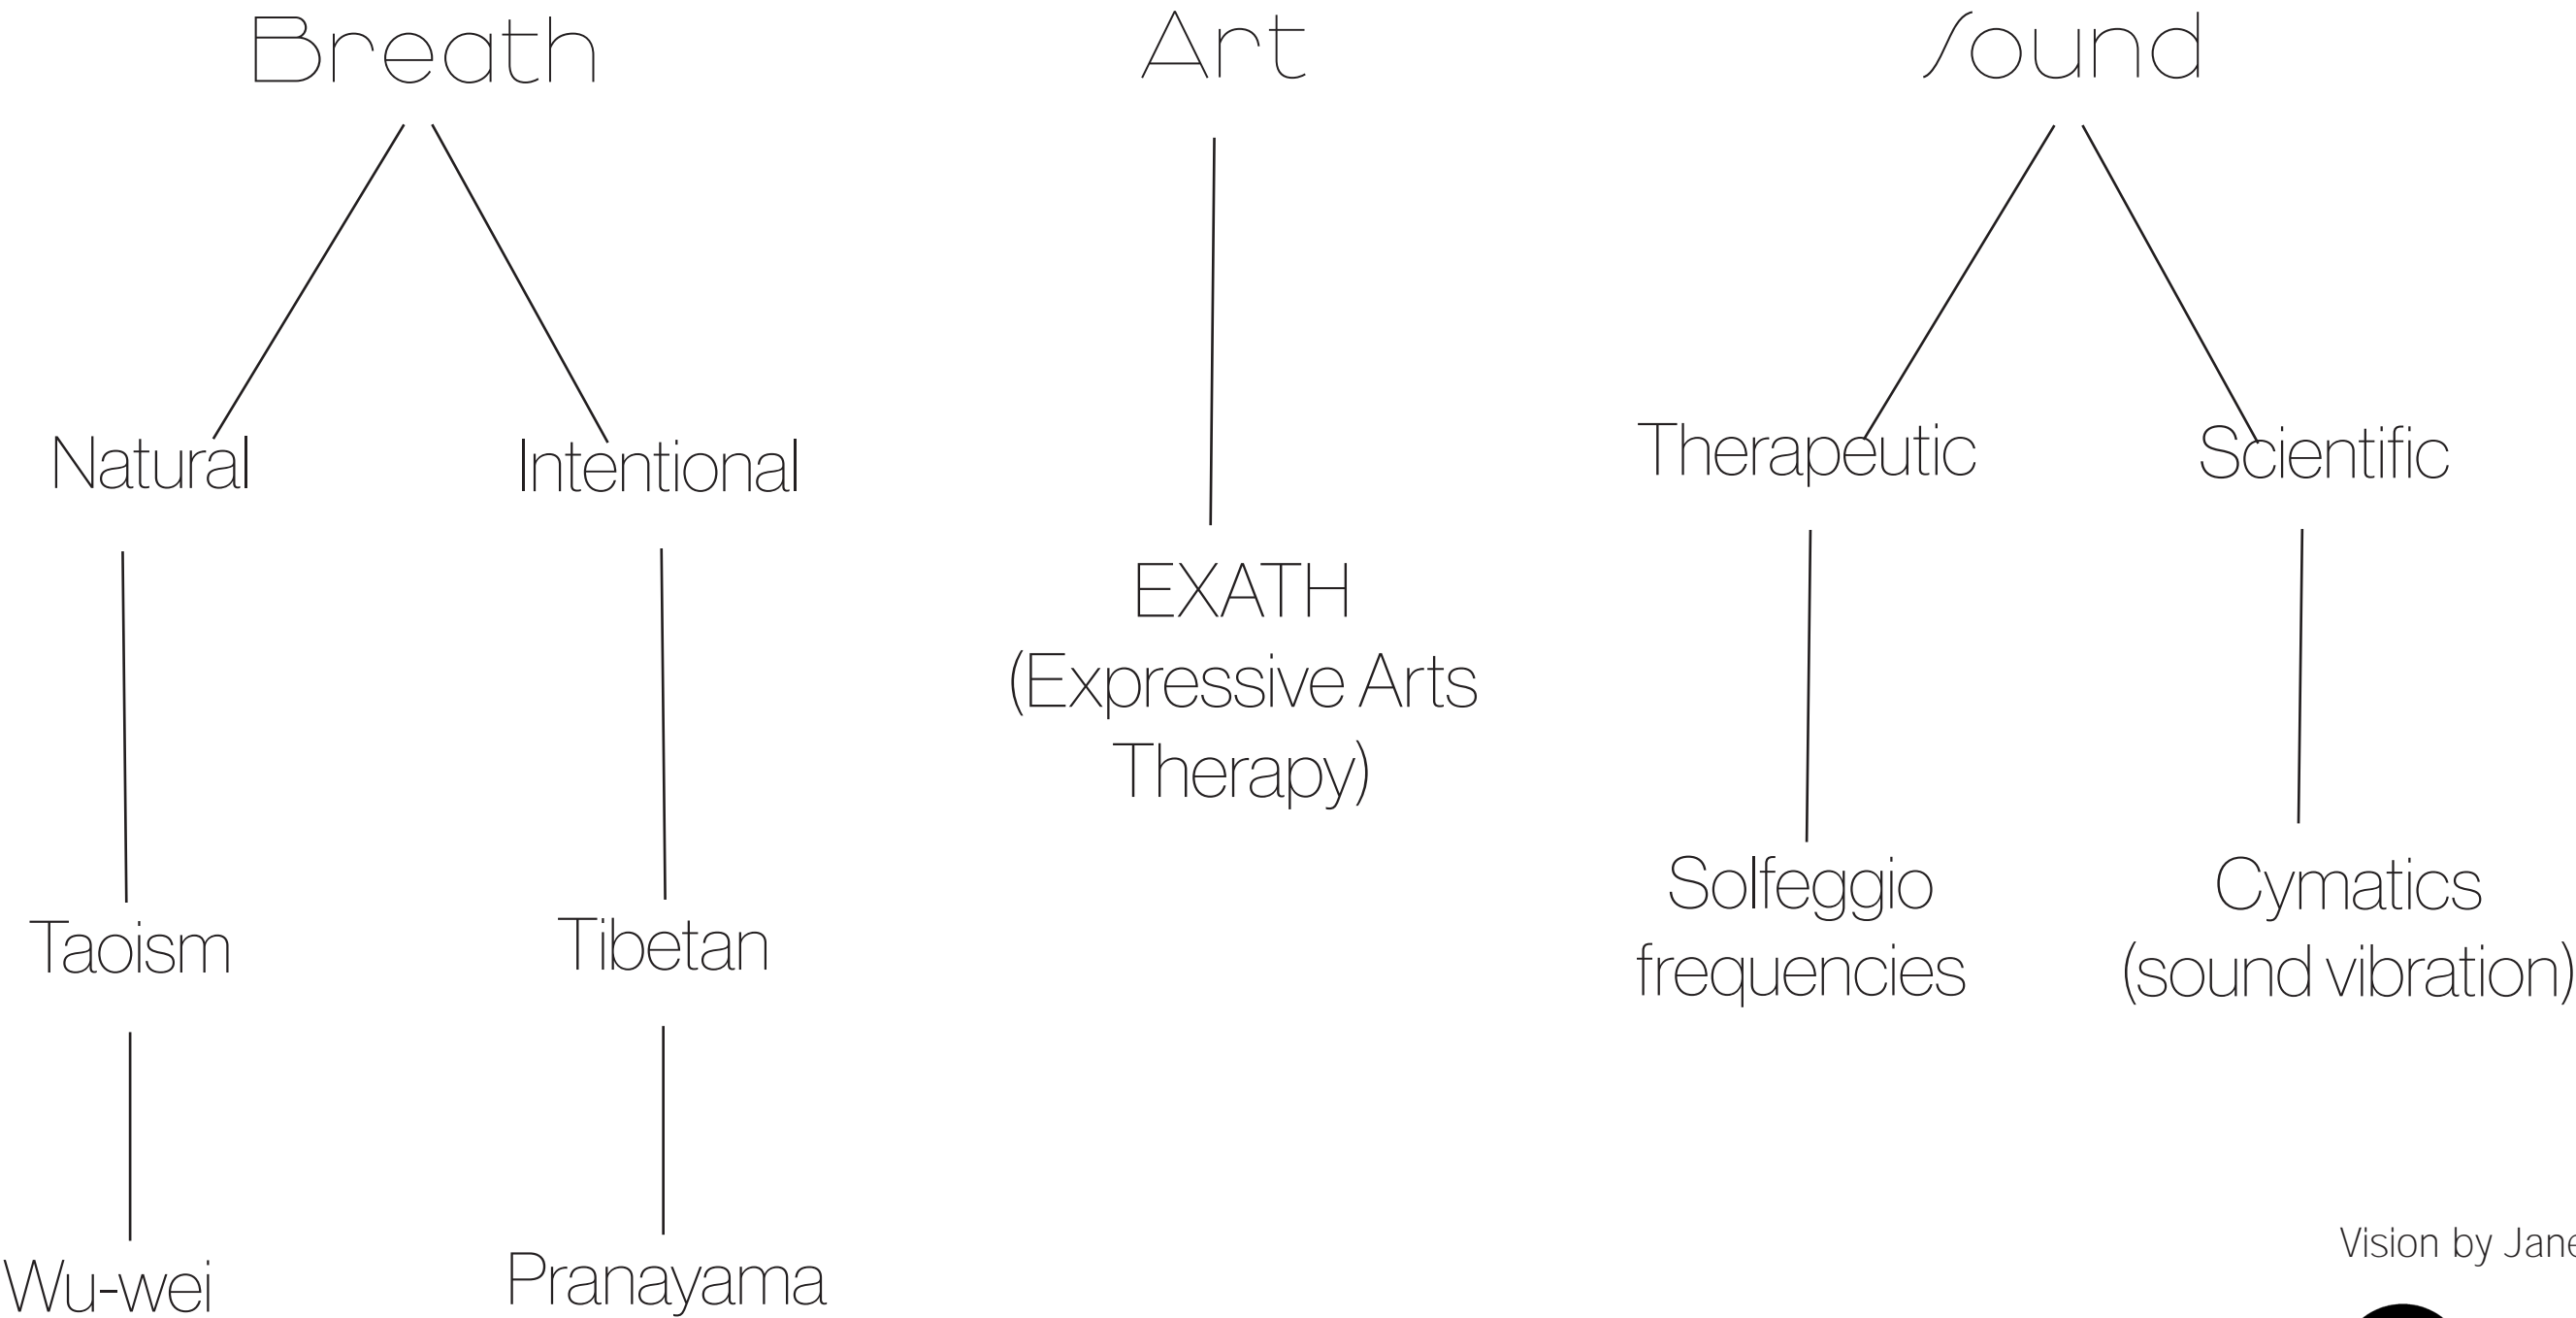 Breath
Art
Sound
Natural
Intentional
Therapeutic
Scientific
EXATH
(Expressive Arts
Therapy)
Taoism
Tibetan
Solfeggio
frequencies
Cymatics
(sound vibration)
Wu-wei
Pranayama
Vision by